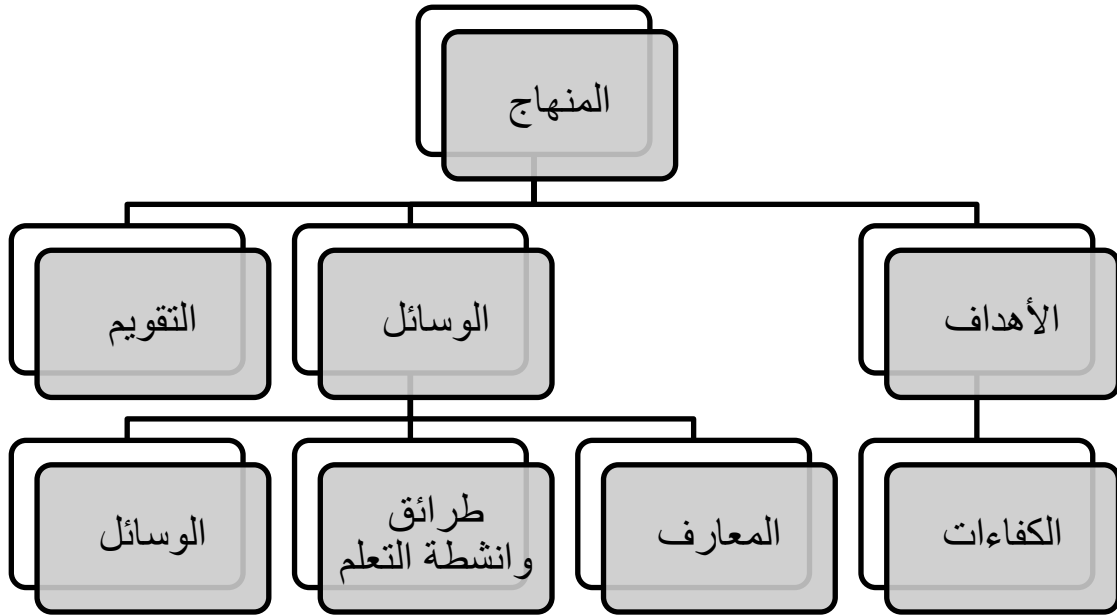 المنهاج
الأهداف
الوسائل
التقويم
الكفاءات
المعارف
طرائق
وانشطة التعلم
الوسائل